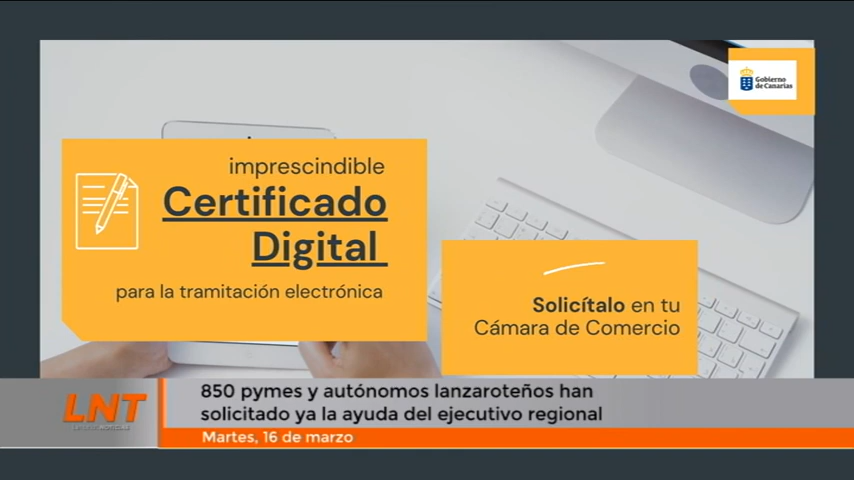 Gobierno
de Canarias
imprescindible
Certificado
Digital
para la tramitación electrónica
Solicítalo en tu
Cámara de Comercio
850 pymes y autónomos lanzaroteños han
solicitado ya la ayuda del ejecutivo regional
LNT
Martes, 16 de marzo